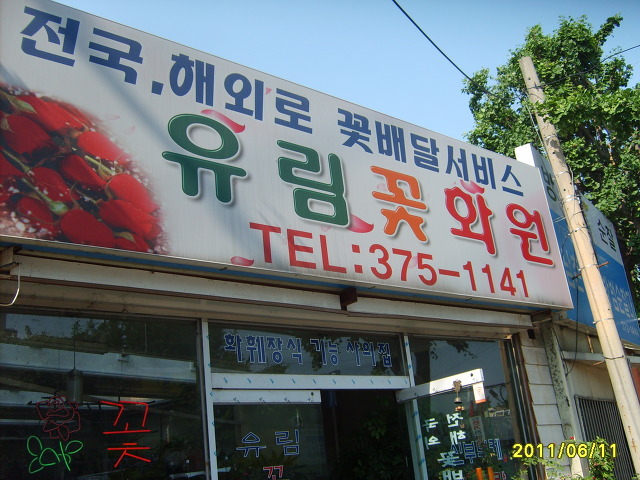 전국.해외로 꽃배달서비스
유림꽃화원
TEL:375-1141
화훼장식 기능사의집
유림
꽃
꽃
2011/06/11